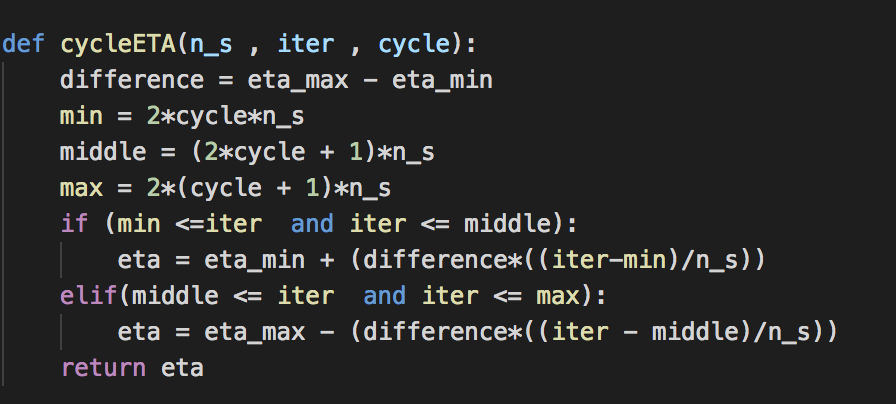 def cycleETA(n_s , iter , cycle):
    difference = eta_max - eta_min
    min = 2*cycle*n_s
    middle = (2*cycle + 1)*n_s
    max = 2*(cycle + 1)*n_s
    if (min <=iter  and iter <= middle):
        eta = eta_min + (difference*((iter-min)/n_s))
    elif(middle <= iter  and iter <= max):
        eta = eta_max - (difference*((iter - middle)/n_s))
    return eta